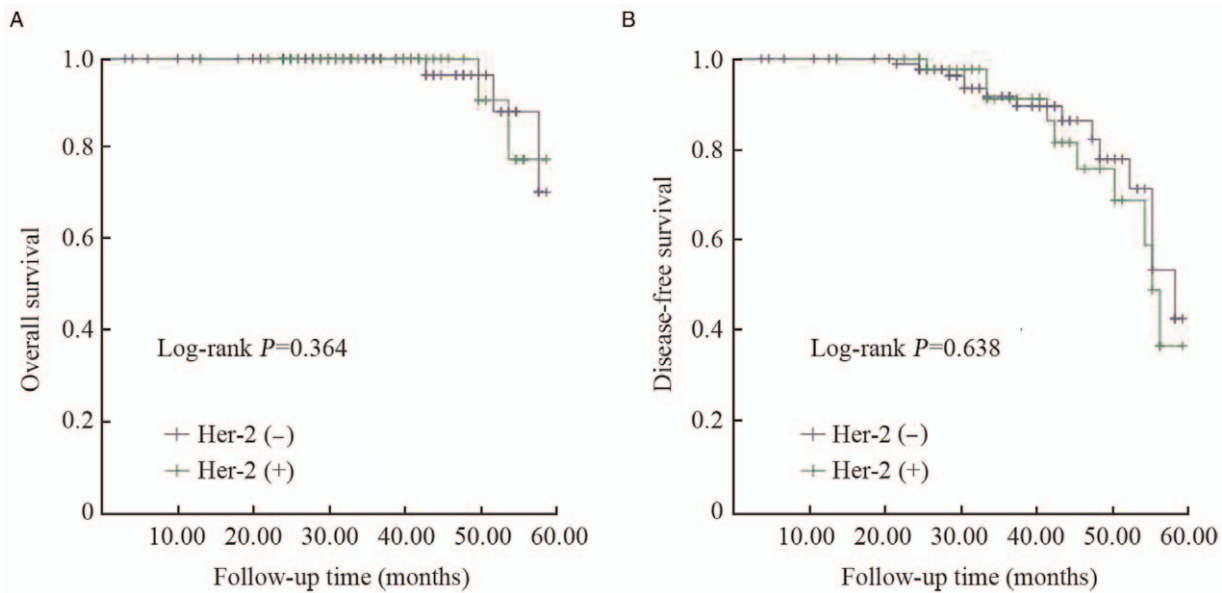 A
1.0
0.8
0.6
0.4
0.2
0
Overall survival
Log-rank P=0.364
Her-2 (–)
Her-2 (+)
10.00 20.00 30.00 40.00 50.00 60.00
Follow-up time (months)
B
1.0
0.8
0.6
0.4
0.2
0
Disease-free survival
Log-rank P=0.638
Her-2 (–)
Her-2 (+)
10.00 20.00 30.00 40.00 50.00 60.00
Follow-up time (months)